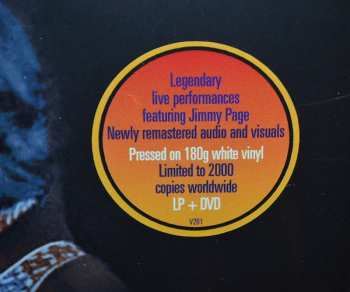 Legendary
live performances
featuring Jimmy Page
Newly remastered audio and visuals
Pressed on 180g white vinyl
Limited to 2000
copies worldwide
LP + DVD
V281